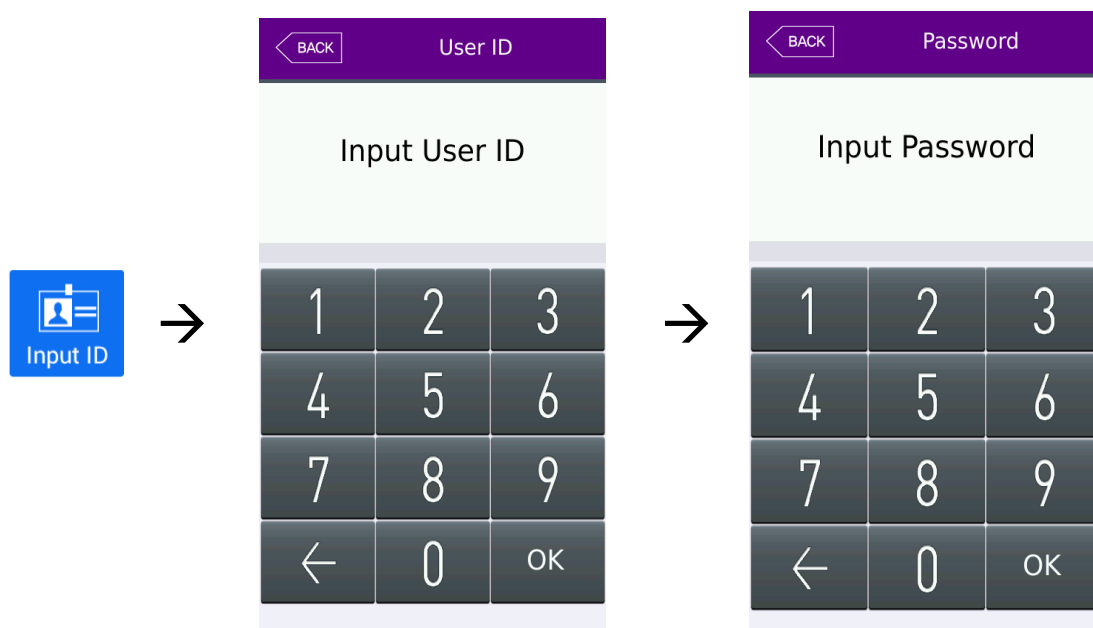 Input ID
→
BACK User ID
Input User ID
1 2 3
4 5 6
7 8 9
← 0 OK
→
BACK Password
Input Password
1 2 3
4 5 6
7 8 9
← 0 OK